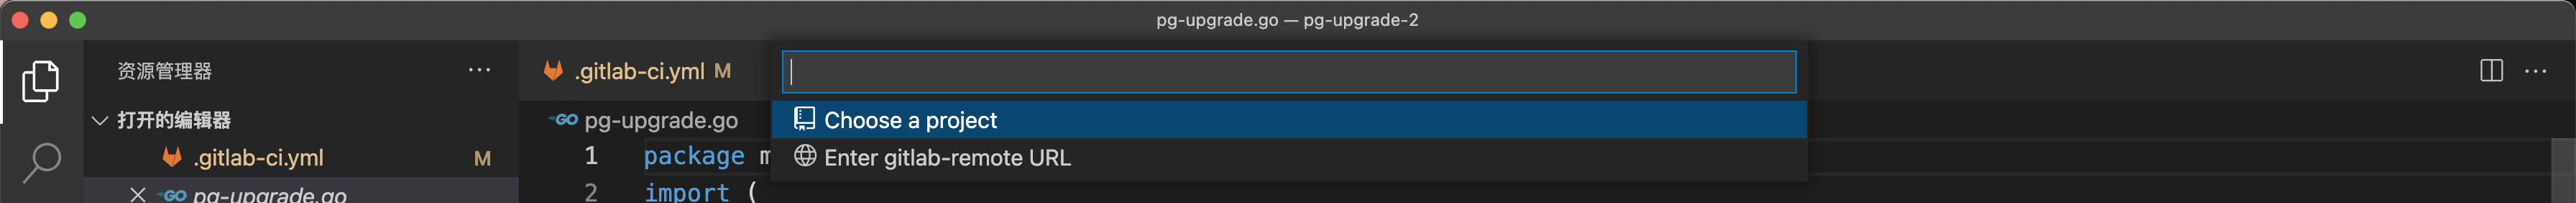 pg-upgrade.go — pg-upgrade-2
资源管理器
打开的编辑器
.gitlab-ci.yml M
GO pg-upgrade.go
.gitlab-ci.yml M
GO pg-upgrade.go
1 package m
2 import (
Choose a project
Enter gitlab-remote URL